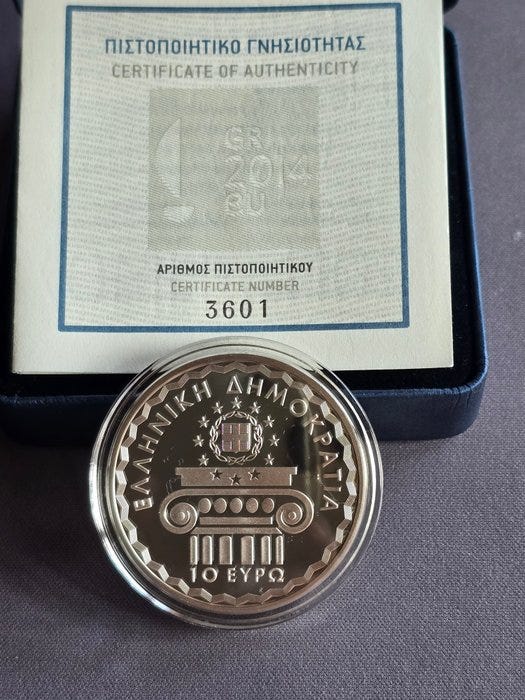 ΠΙΣΤΟΠΟΙΗΤΙΚΟ ΓΝΗΣΙΟΤΗΤΑΣ
CERTIFICATE OF AUTHENTICITY
GR
2014
EU
ΑΡΙΘΜΟΣ ΠΙΣΤΟΠΟΙΗΤΙΚΟΥ
CERTIFICATE NUMBER
3601
ΕΛΛΗΝΙΚΗ ΔΗΜΟΚΡΑΤΙΑ
10 ΕΥΡΩ